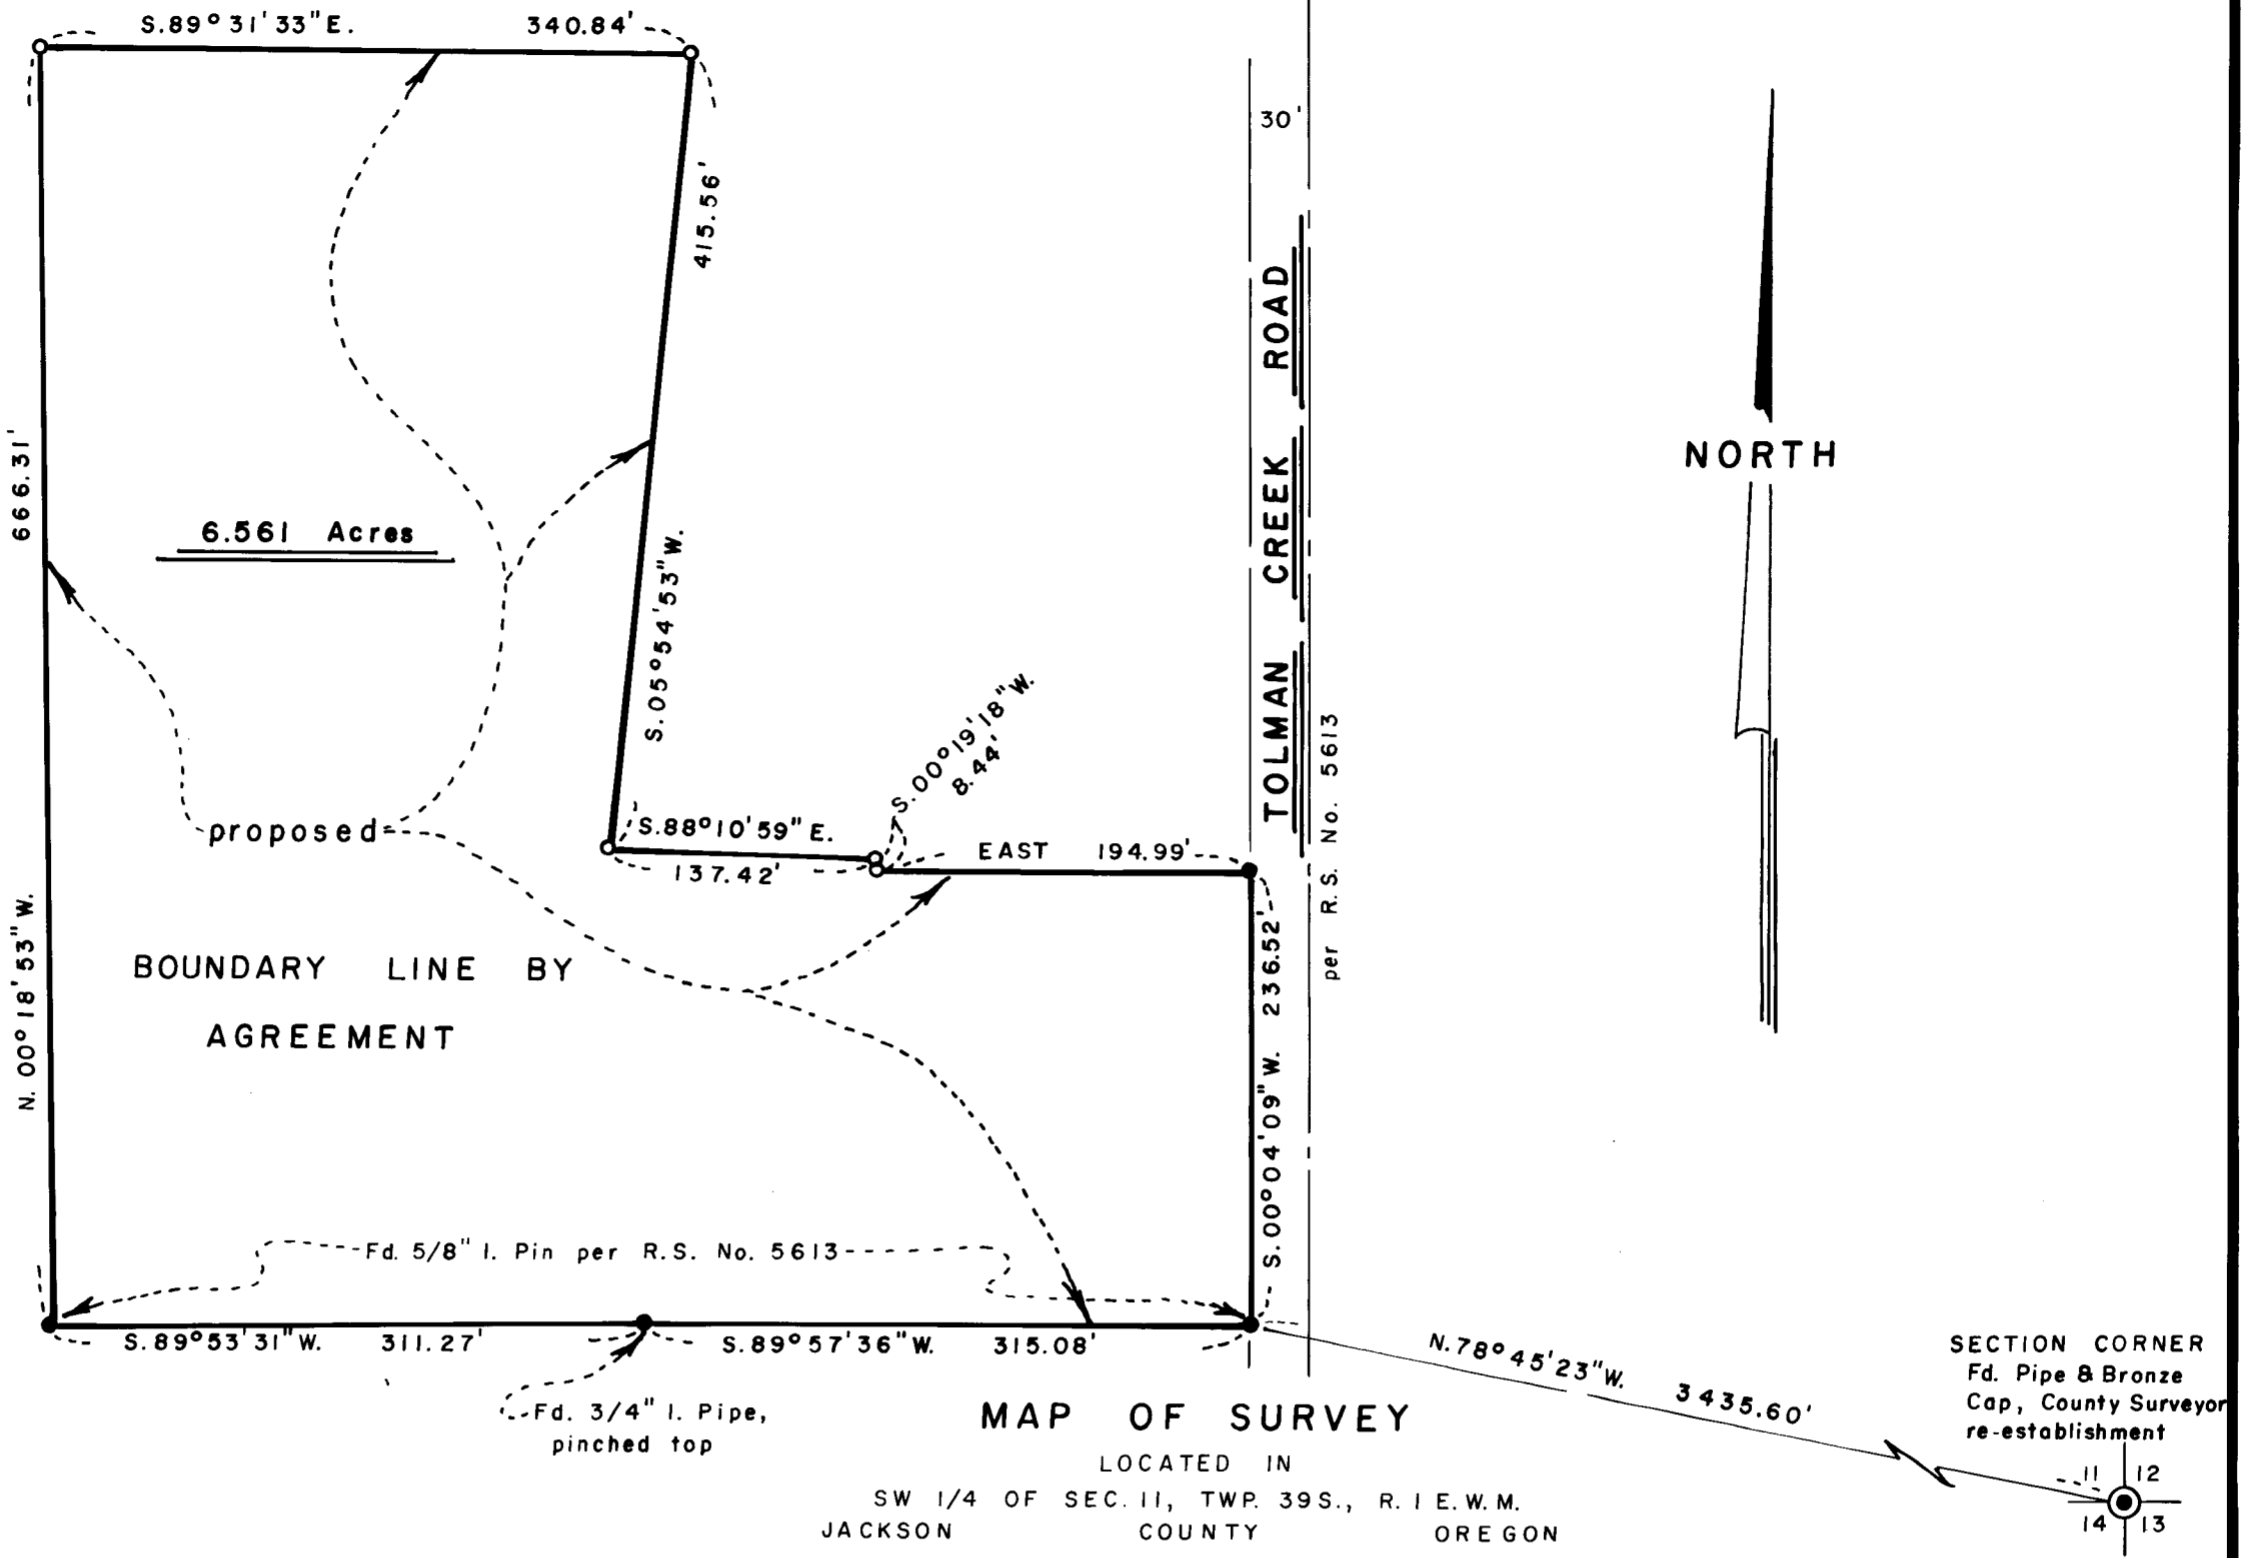 S.89°31'33"E. 340.84'
30'
415.56'
S.05°54'53"W.
666.31'
N.00°18'53"W.
6.561 Acres
TOLMAN CREEK ROAD
per R.S. No. 5613
NORTH
S.00°19'18"W.
8.44'
proposed
S.88°10'59"E.
137.42'
EAST 194.99'
S.00°04'09"W. 236.52'
BOUNDARY LINE BY
AGREEMENT
Fd. 5/8" I. Pin per R.S. No. 5613
S.89°53'31"W. 311.27'
S.89°57'36"W. 315.08'
Fd. 3/4" I. Pipe,
pinched top
N.78°45'23"W. 3435.60'
SECTION CORNER
Fd. Pipe & Bronze
Cap, County Surveyor
re-establishment
11 12
14 13
MAP OF SURVEY
LOCATED IN
SW 1/4 OF SEC. 11, TWP. 39S., R. 1 E. W. M.
JACKSON COUNTY OREGON